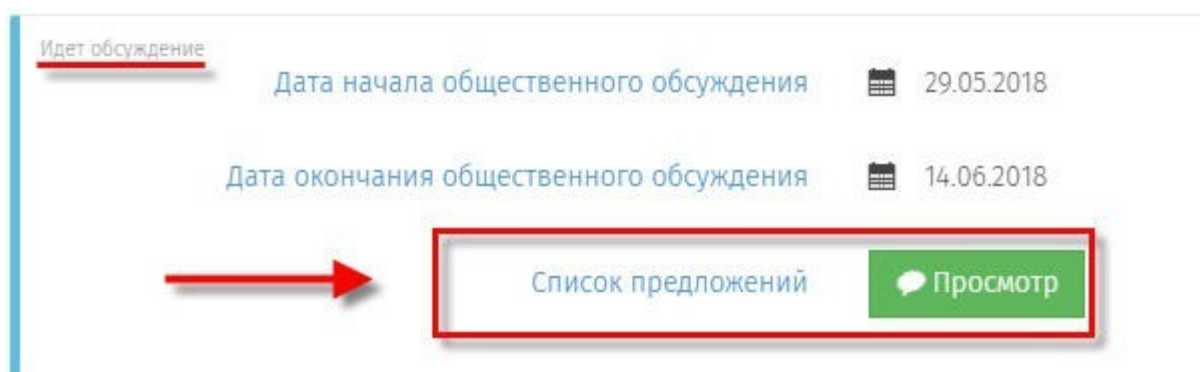 Идет обсуждение
Дата начала общественного обсуждения 29.05.2018
Дата окончания общественного обсуждения 14.06.2018
Список предложений Просмотр